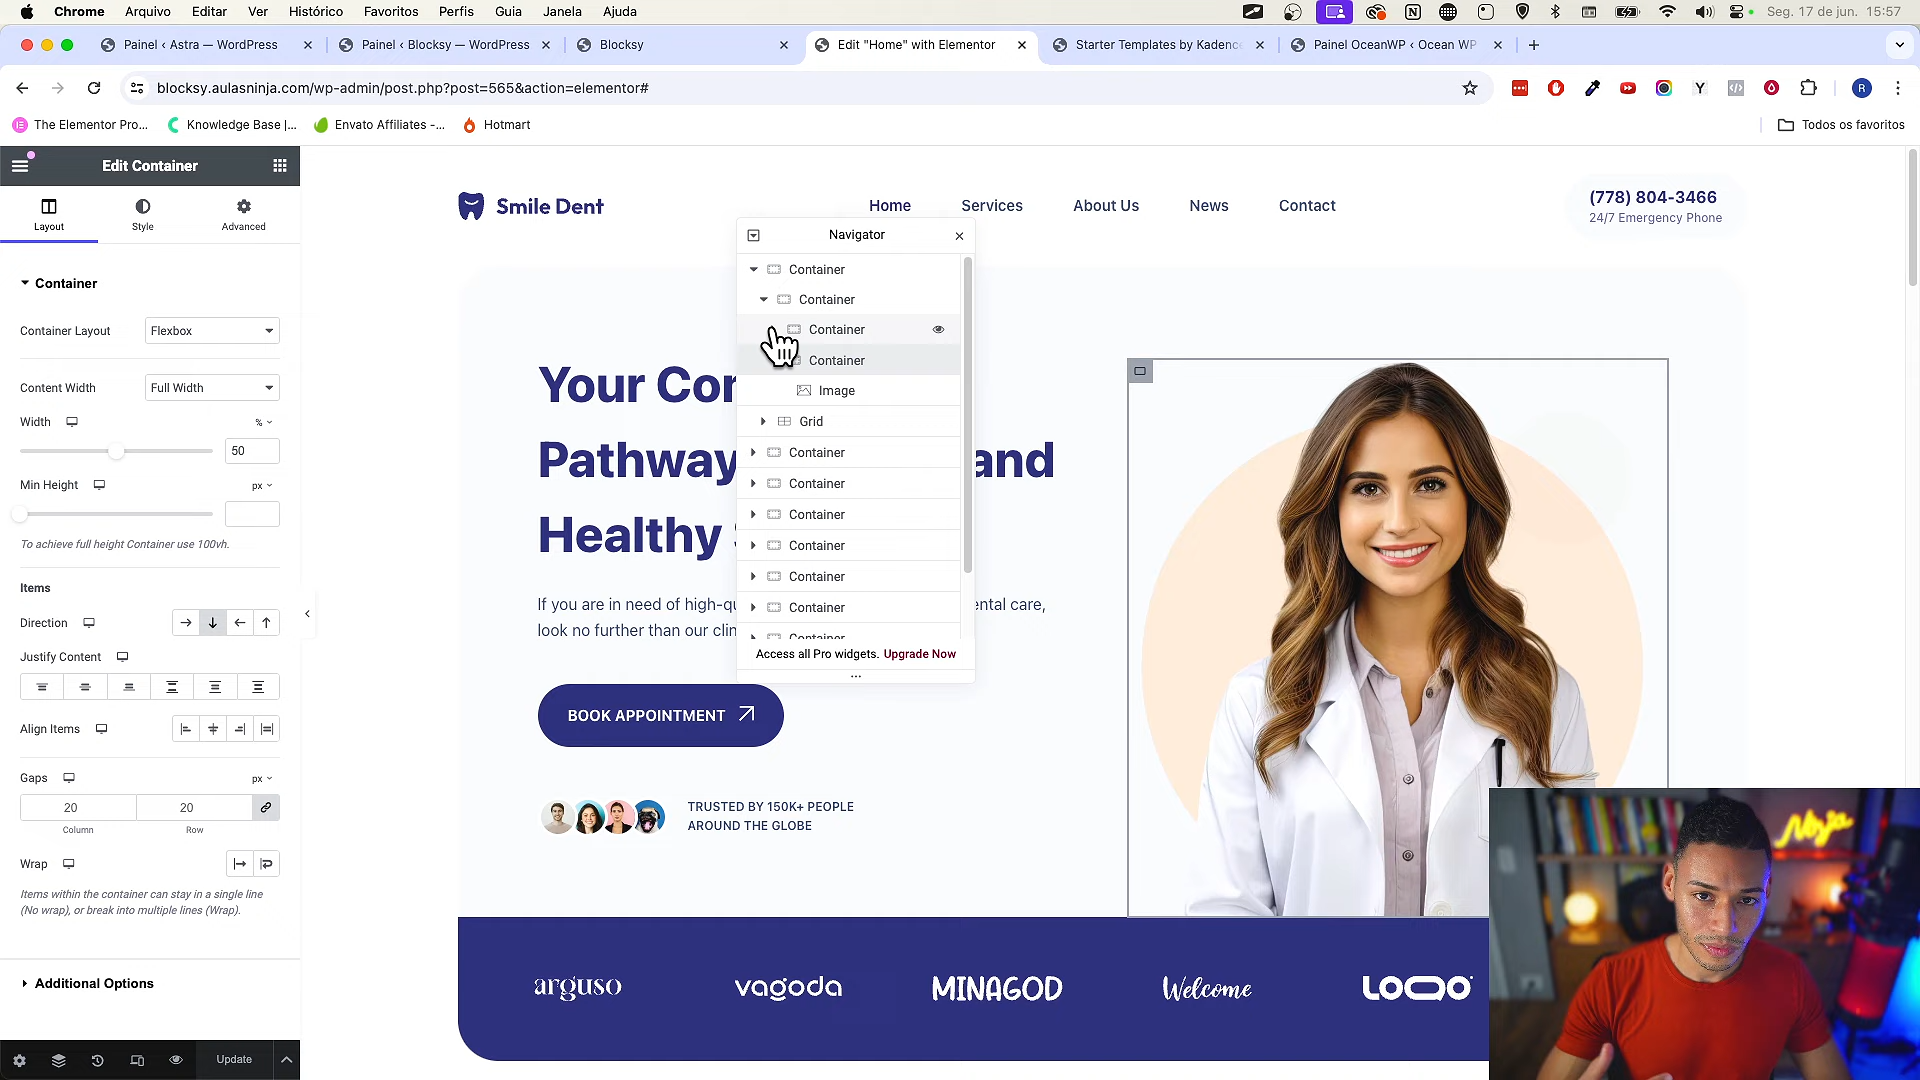 Chrome Arquivo Editar Ver Histórico Favoritos Perfis Guia Janela Ajuda Seg. 17 de jun. 15:57
Painel ‹ Astra — WordPress
Painel ‹ Blocksy — WordPress
Blocksy
Edit "Home" with Elementor
Starter Templates by Kadence
Painel OceanWP ‹ Ocean WP
blocksy.aulasninja.com/wp-admin/post.php?post=565&action=elementor#
The Elementor Pro...
Knowledge Base |...
Envato Affiliates -...
Hotmart
Todos os favoritos
Edit Container
Layout
Style
Advanced
Container
Container Layout
Flexbox
Content Width
Full Width
Width
%
50
Min Height
px
To achieve full height Container use 100vh.
Items
Direction
Justify Content
Align Items
Gaps
px
20
20
Column
Row
Wrap
Items within the container can stay in a single line
(No wrap), or break into multiple lines (Wrap).
Additional Options
Update
Smile Dent
Home
Services
About Us
News
Contact
(778) 804-3466
24/7 Emergency Phone
Navigator
Container
Container
Container
Container
Image
Grid
Container
Container
Container
Container
Container
Container
Container
Access all Pro widgets. Upgrade Now
...
Your Con
Pathway and
Healthy
If you are in need of high-qu ental care,
look no further than our clin
BOOK APPOINTMENT
TRUSTED BY 150K+ PEOPLE
AROUND THE GLOBE
arguso
vagoda
MINAGOD
Welcome
LOQO
Ninja